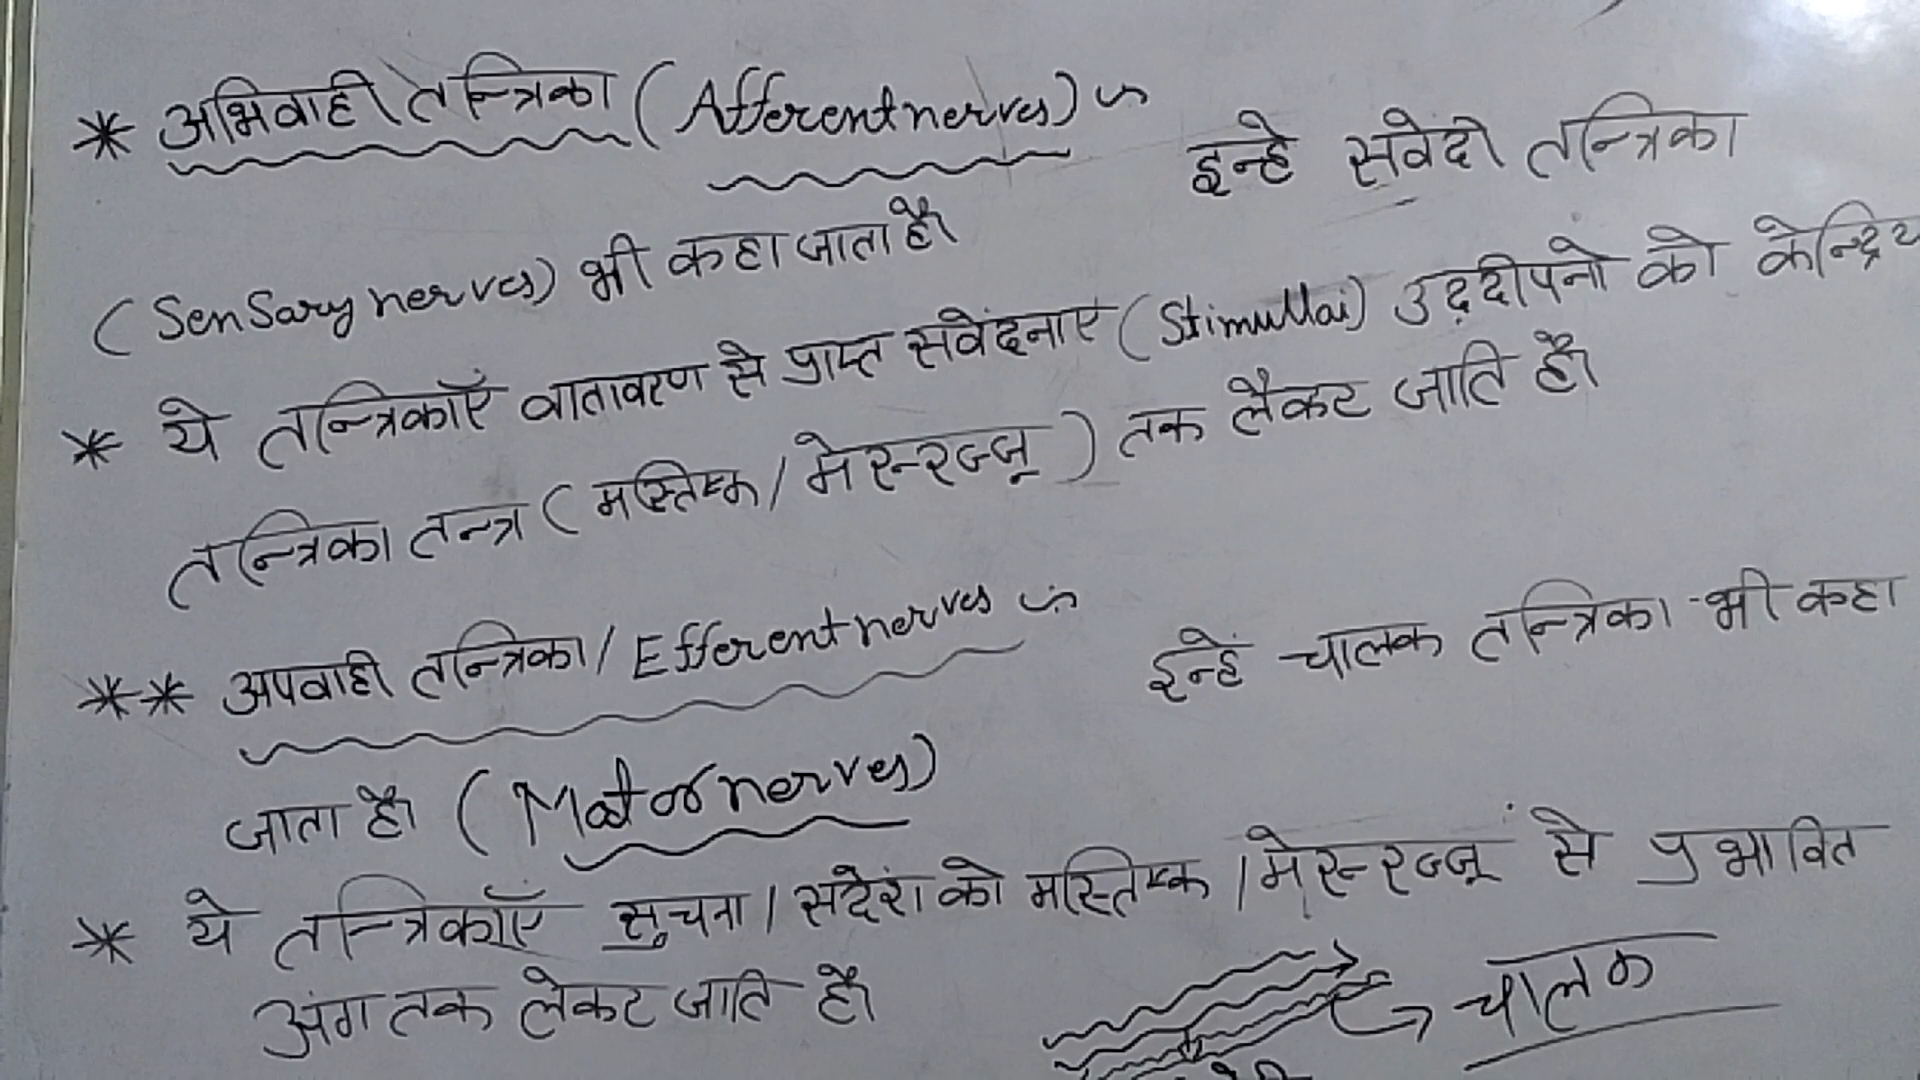 * अभिवाही तन्त्रिका (Afferent nerves) इन्हे संवेदी तन्त्रिका
(Sensary nerves) भी कहा जाता है।
* ये तन्त्रिकाएँ वातावरण से प्राप्त संवेदनाए (Stimullai) उद्दीपनो को केन्द्रिय
तन्त्रिका तन्त्र (मस्तिष्क/मेरू-रज्जू) तक लेकर जाति है।
** अपवाही तन्त्रिका/Efferent nerves इन्हें चालक तन्त्रिका भी कहा
जाता है। (Motor nerves)
* ये तन्त्रिकाएँ सुचना/संदेश को मस्तिष्क/मेरू-रज्जू से प्रभावित
अंग तक लेकर जाति है।
चालक